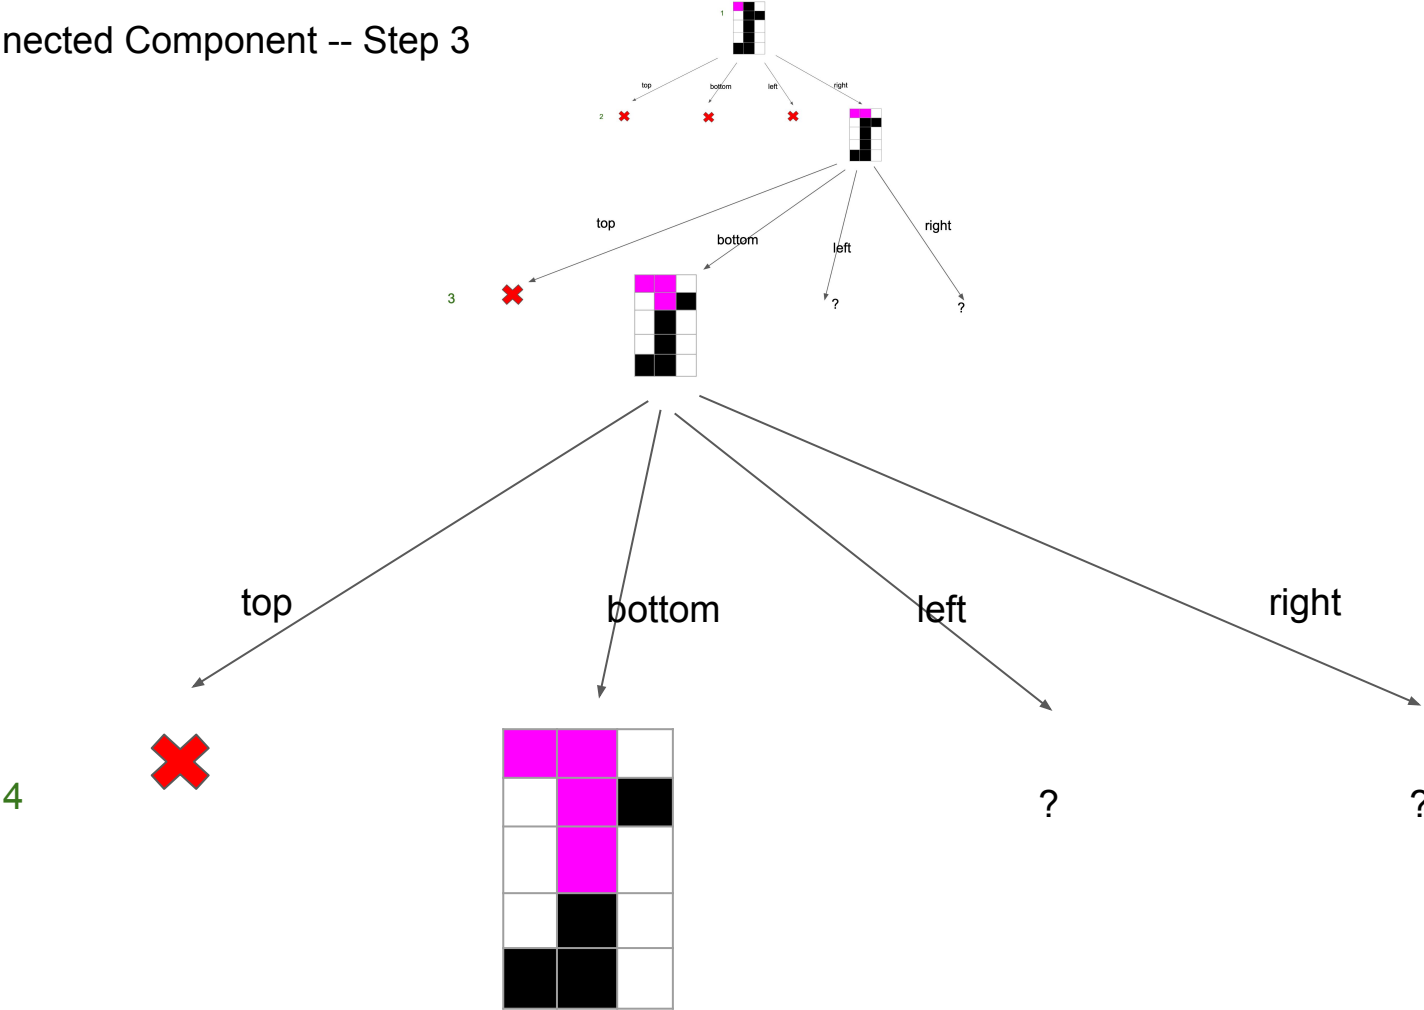 nected Component -- Step 3
1
top
bottom
left
right
2
top
bottom
left
right
3
?
?
top
bottom
left
right
4
?
?